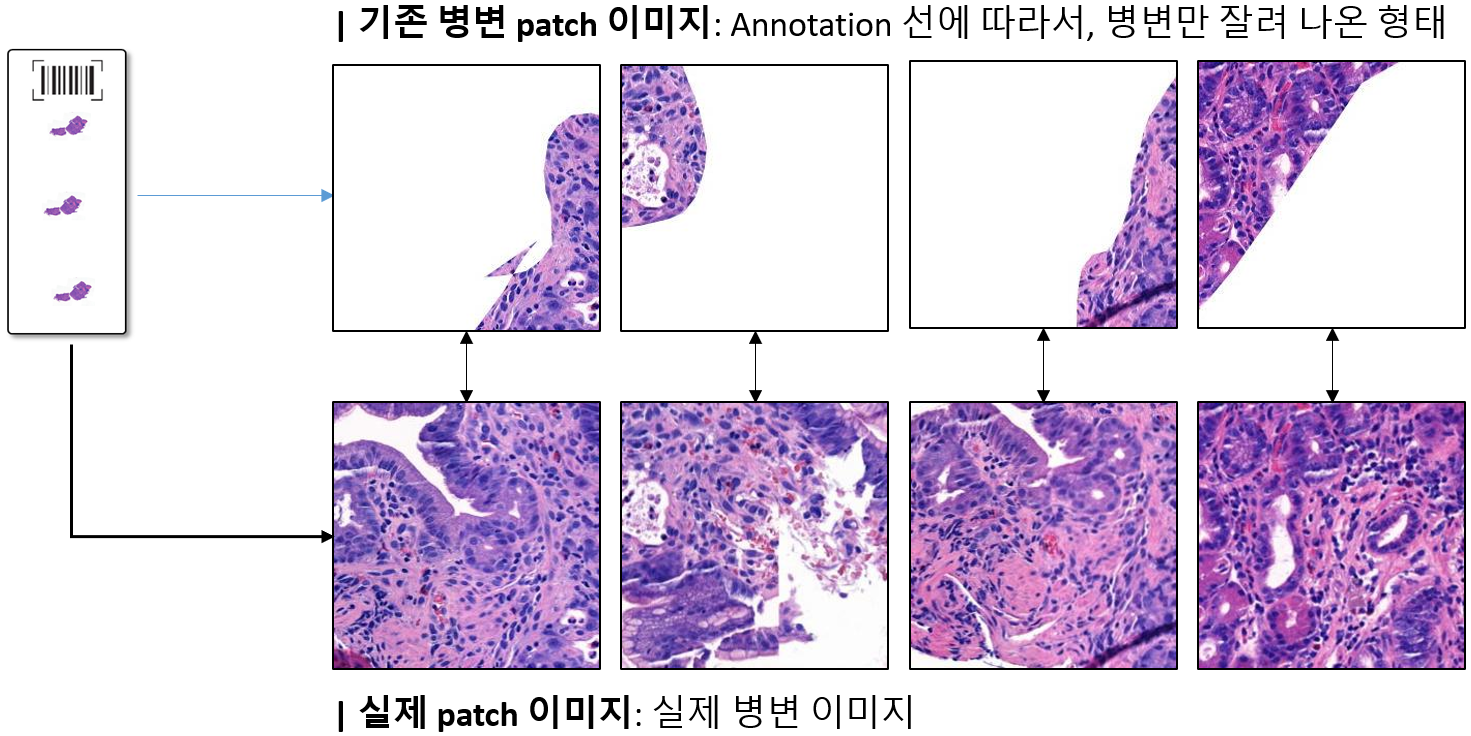 | 기존 병변 patch 이미지: Annotation 선에 따라서, 병변만 잘려 나온 형태
| 실제 patch 이미지: 실제 병변 이미지